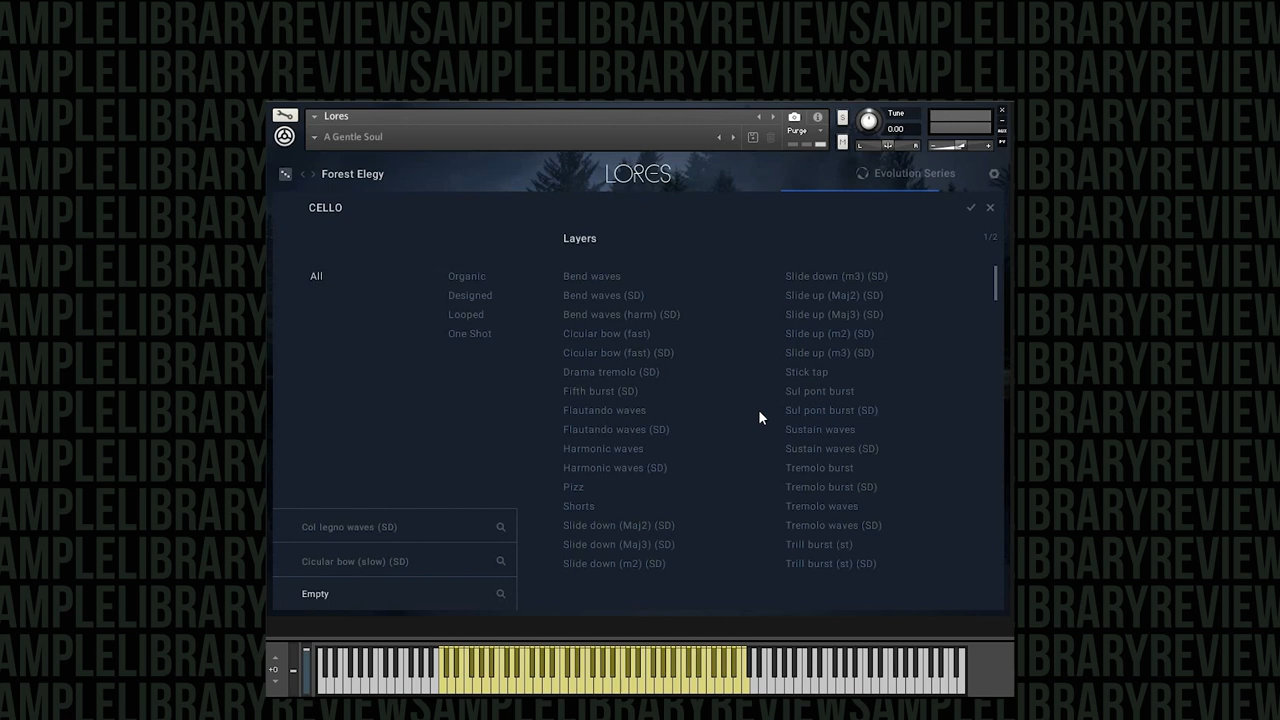 SAMPLELIBRARYREVIEW
Lores
A Gentle Soul
Purge
S
M
Tune
0.00
L
R
AUX
PV
Forest Elegy
LORES
Evolution Series
CELLO
Layers
1/2
All
Organic
Designed
Looped
One Shot
Bend waves
Bend waves (SD)
Bend waves (harm) (SD)
Cicular bow (fast)
Cicular bow (fast) (SD)
Drama tremolo (SD)
Fifth burst (SD)
Flautando waves
Flautando waves (SD)
Harmonic waves
Harmonic waves (SD)
Pizz
Shorts
Slide down (Maj2) (SD)
Slide down (Maj3) (SD)
Slide down (m2) (SD)
Slide down (m3) (SD)
Slide up (Maj2) (SD)
Slide up (Maj3) (SD)
Slide up (m2) (SD)
Slide up (m3) (SD)
Stick tap
Sul pont burst
Sul pont burst (SD)
Sustain waves
Sustain waves (SD)
Tremolo burst
Tremolo burst (SD)
Tremolo waves
Tremolo waves (SD)
Trill burst (st)
Trill burst (st) (SD)
Col legno waves (SD)
Cicular bow (slow) (SD)
Empty
+0